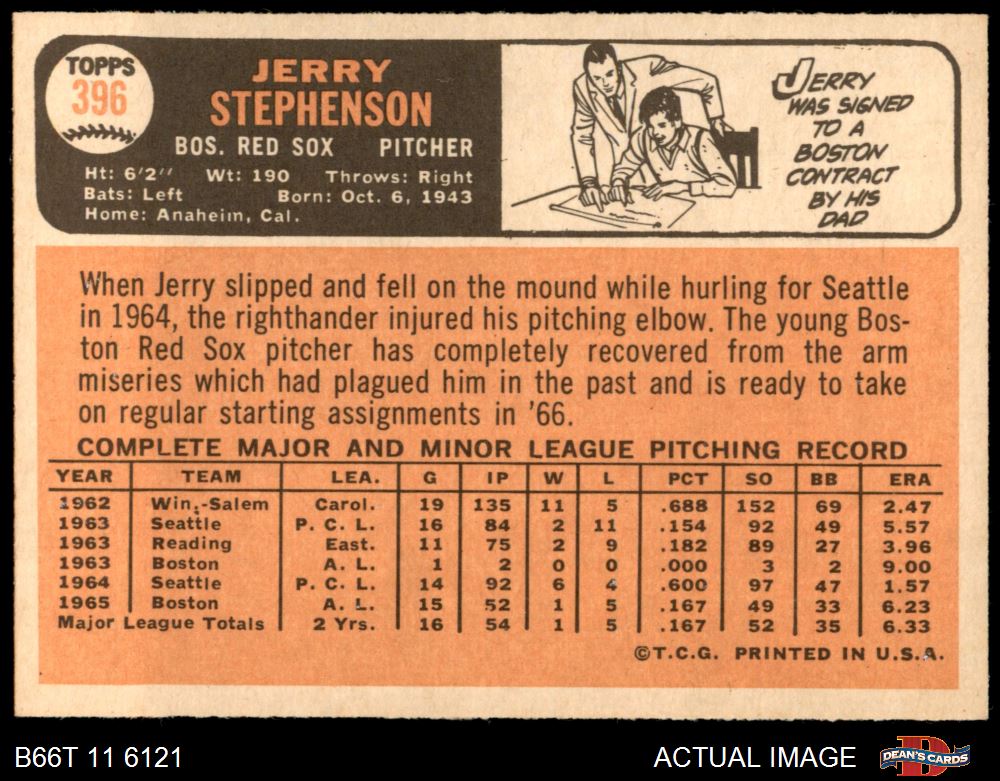 TOPPS
396
JERRY
STEPHENSON
BOS. RED SOX PITCHER
Ht: 6'2" Wt: 190 Throws: Right
Bats: Left Born: Oct. 6, 1943
Home: Anaheim, Cal.
JERRY
WAS SIGNED
TO A
BOSTON
CONTRACT
BY HIS
DAD
When Jerry slipped and fell on the mound while hurling for Seattle
in 1964, the righthander injured his pitching elbow. The young Bos-
ton Red Sox pitcher has completely recovered from the arm
miseries which had plagued him in the past and is ready to take
on regular starting assignments in '66.
COMPLETE MAJOR AND MINOR LEAGUE PITCHING RECORD
YEAR TEAM LEA. G IP W L PCT SO BB ERA
1962 Win.-Salem Carol. 19 135 11 5 .688 152 69 2.47
1963 Seattle P. C. L. 16 84 2 11 .154 92 49 5.57
1963 Reading East. 11 75 2 9 .182 89 27 3.96
1963 Boston A. L. 1 2 0 0 .000 3 2 9.00
1964 Seattle P. C. L. 14 92 6 4 .600 97 47 1.57
1965 Boston A. L. 15 52 1 5 .167 49 33 6.23
Major League Totals 2 Yrs. 16 54 1 5 .167 52 35 6.33
©T.C.G. PRINTED IN U.S.A.
B66T 11 6121 ACTUAL IMAGE DEAN'S CARDS